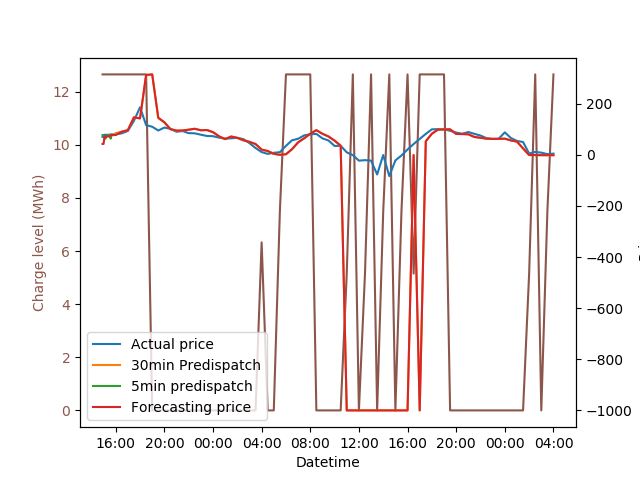 12
10
8
6
4
2
0
Charge level (MWh)
200
0
−200
−400
−600
−800
−1000
Actual price
30min Predispatch
5min predispatch
Forecasting price
16:00 20:00 00:00 04:00 08:00 12:00 16:00 20:00 00:00 04:00
Datetime